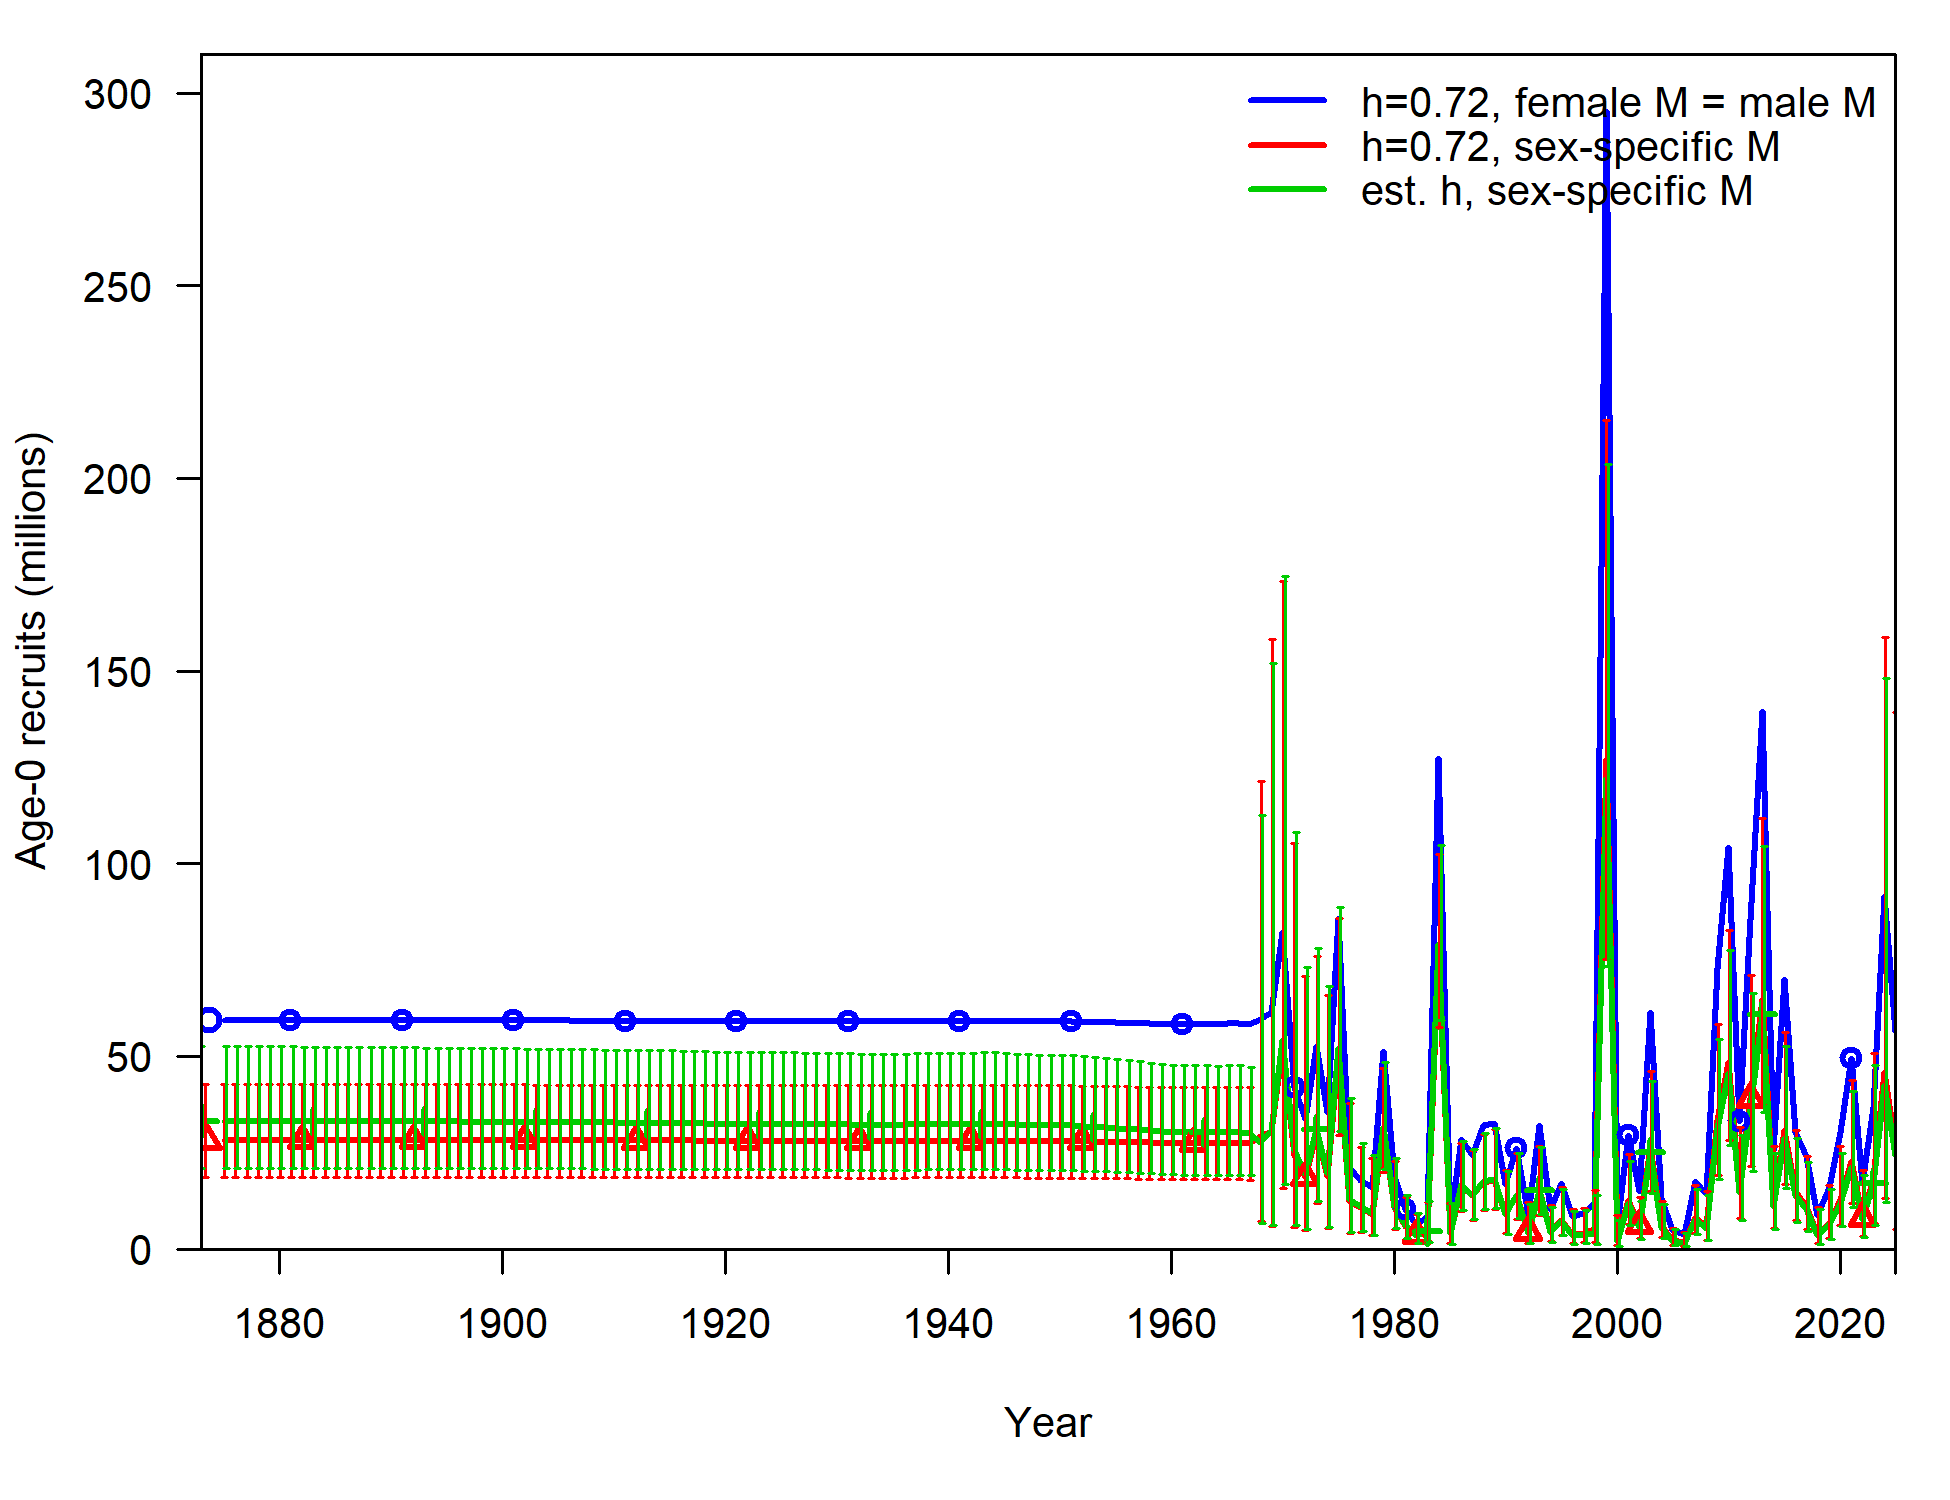 h=0.72, female M = male M
h=0.72, sex-specific M
est. h, sex-specific M
300
250
200
150
100
50
0
Age-0 recruits (millions)
1880 1900 1920 1940 1960 1980 2000 2020
Year